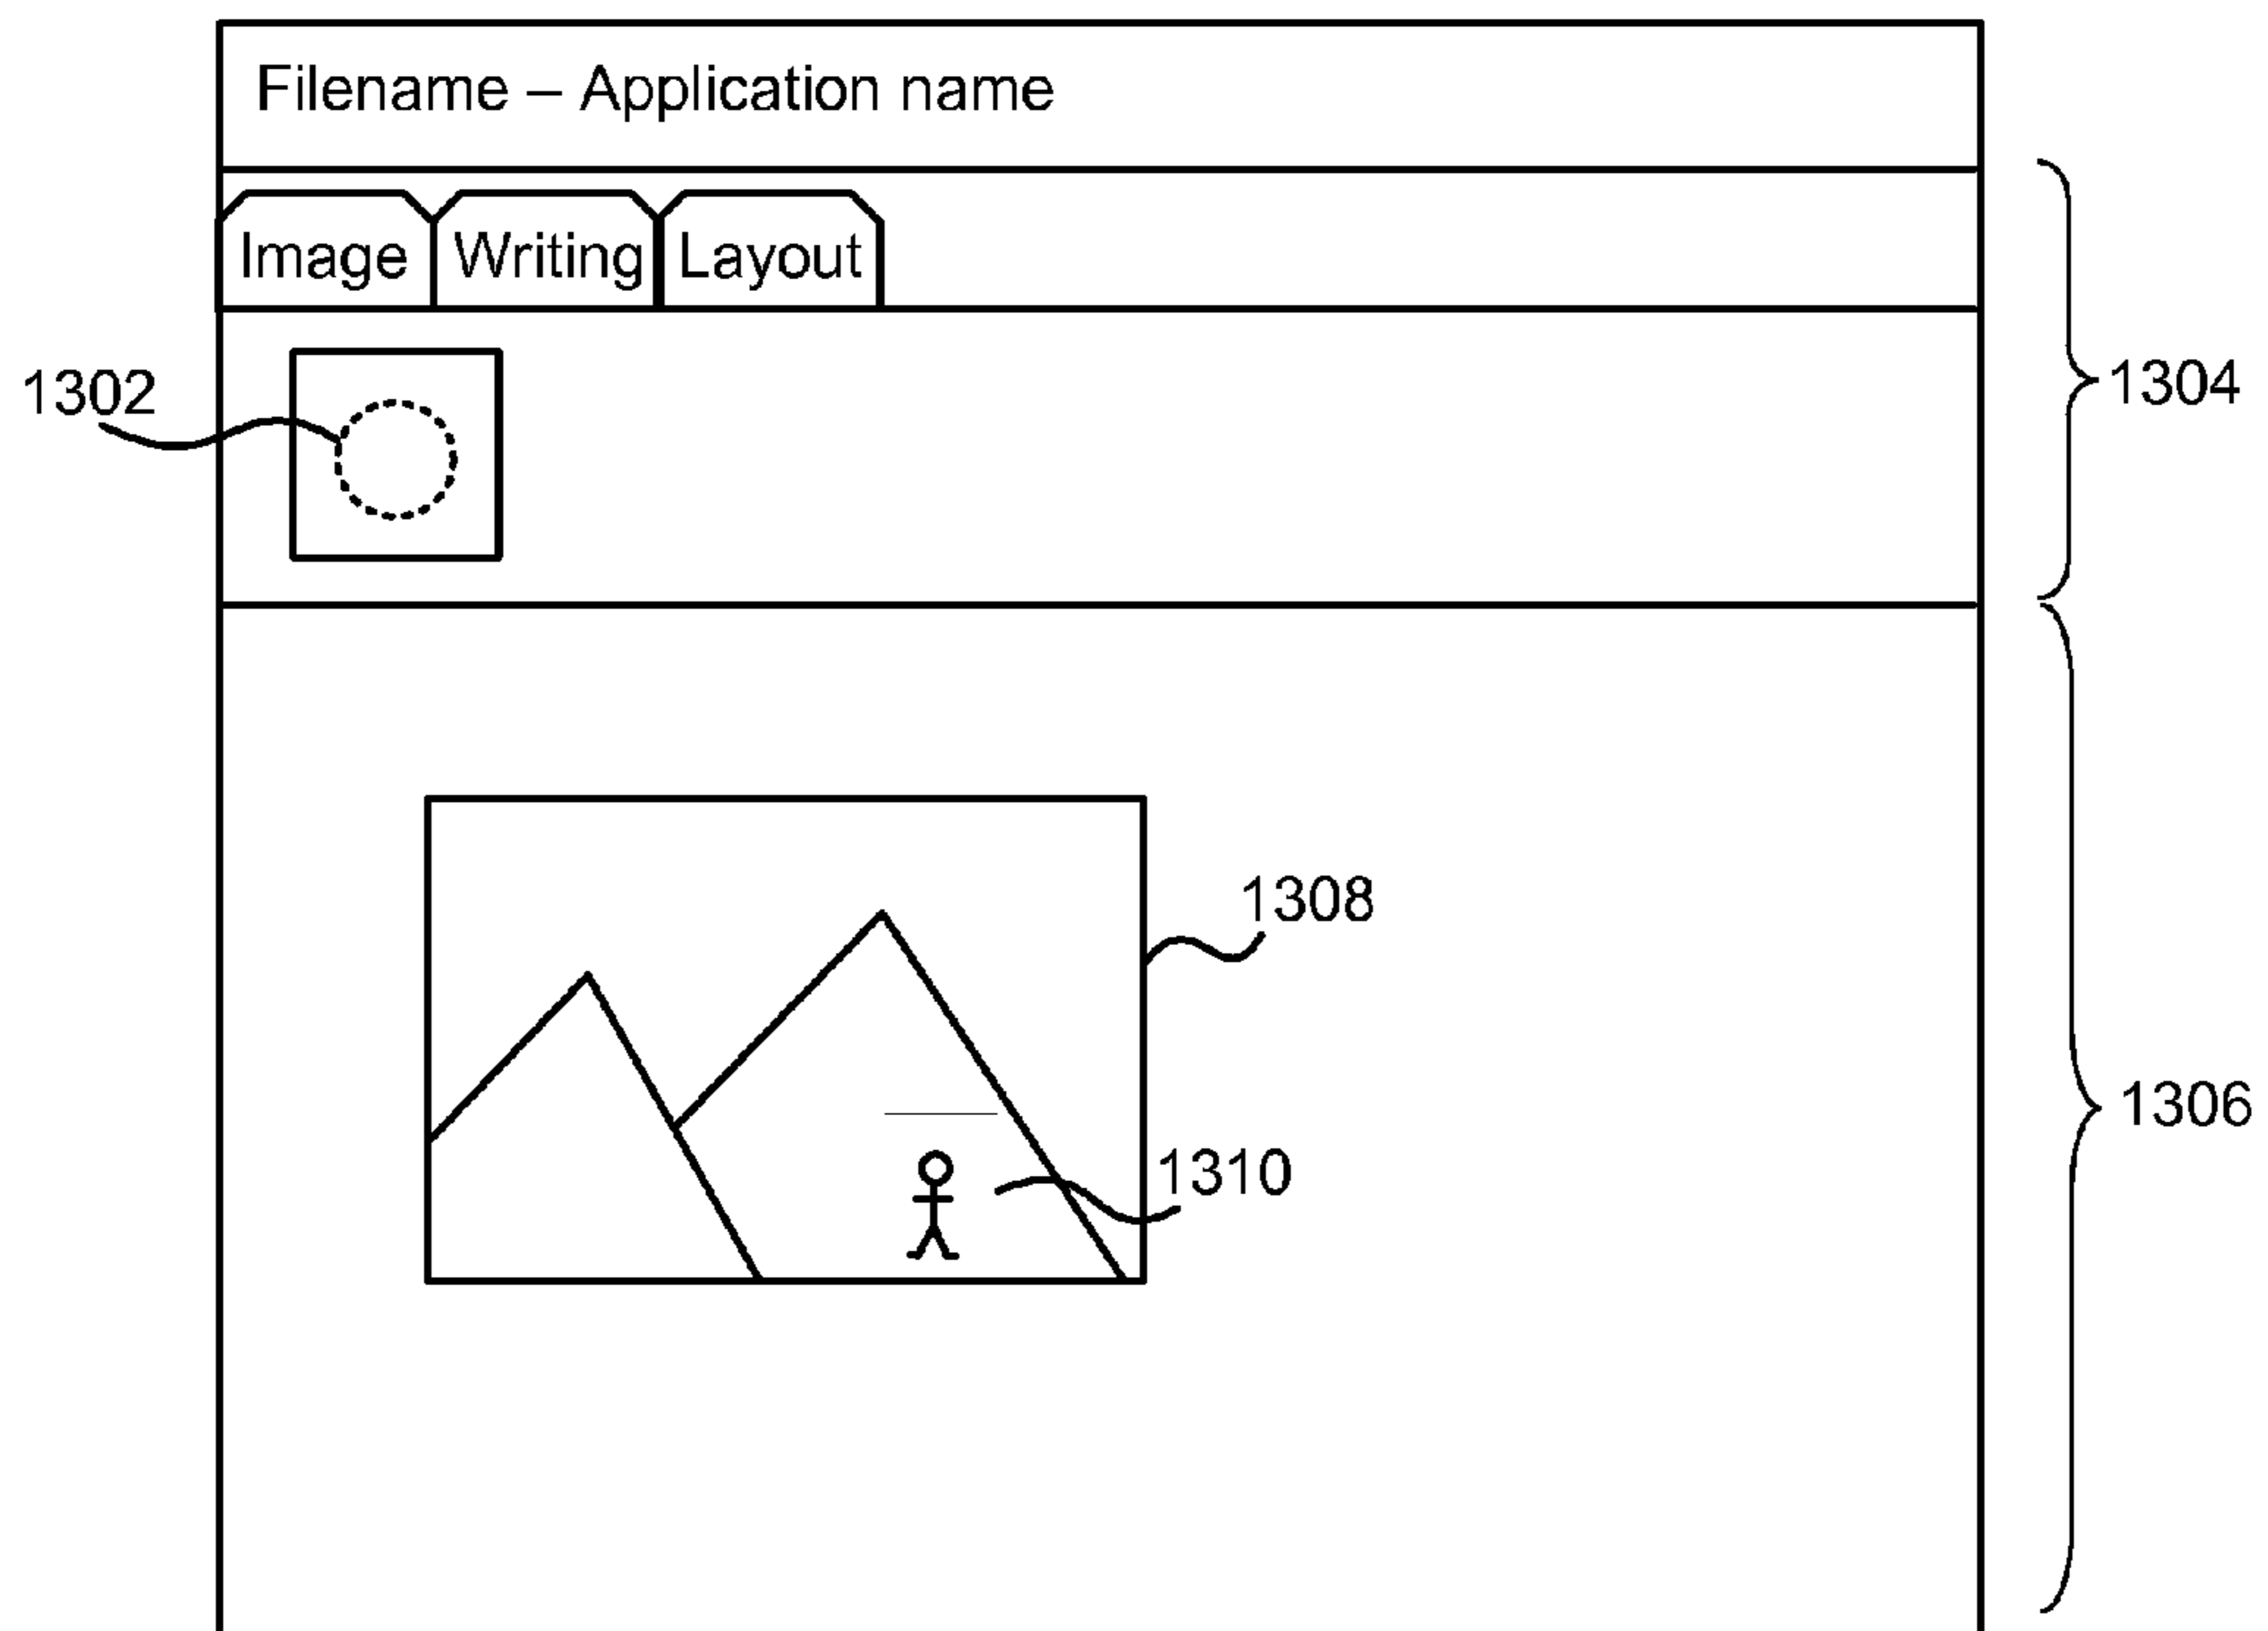 Filename – Application name
Image Writing Layout
1302
1304
1308
1306
1310